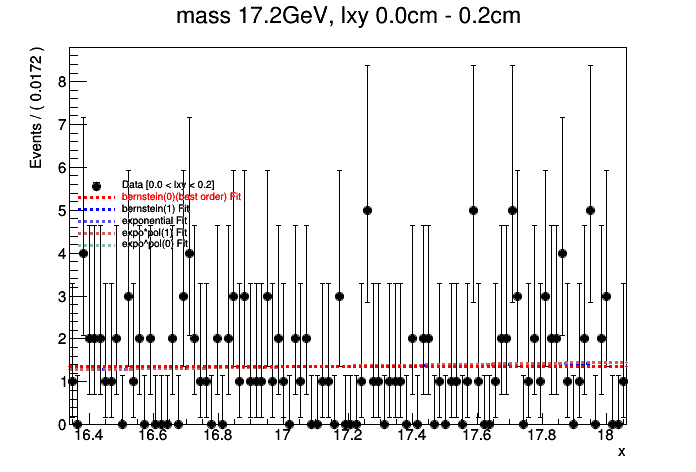 mass 17.2GeV, lxy 0.0cm - 0.2cm
Events / ( 0.0172 )
8
7
6
5
4
3
2
1
0
Data [0.0 < lxy < 0.2]
bernstein(0)(best order) Fit
bernstein(1) Fit
exponential Fit
expo*pol(1) Fit
expo^pol(0) Fit
16.4 16.6 16.8 17 17.2 17.4 17.6 17.8 18
x